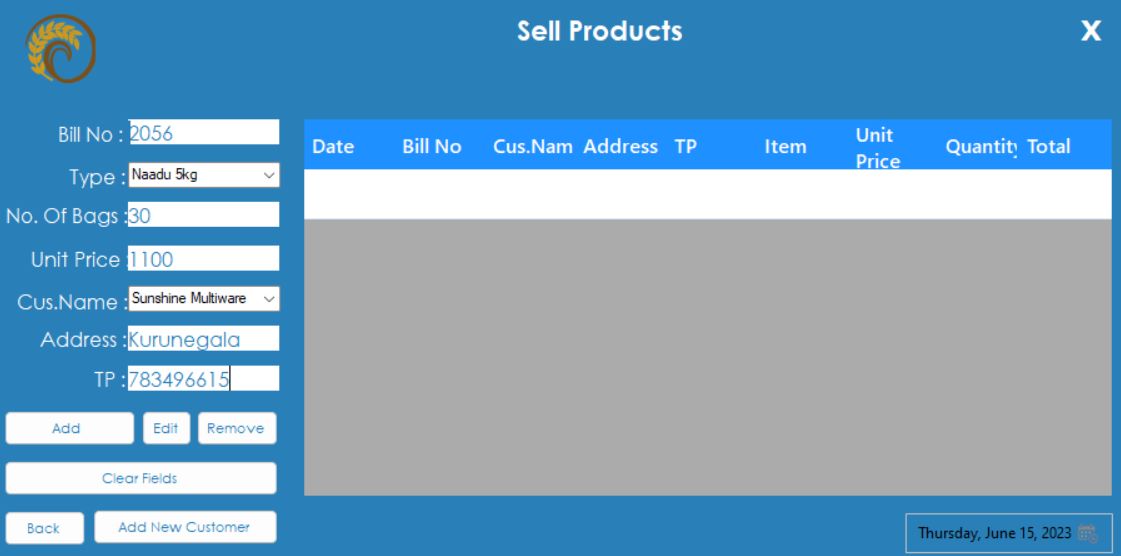 Sell Products
X
Bill No : 2056
Type : Naadu 5kg
No. Of Bags : 30
Unit Price : 1100
Cus.Name : Sunshine Multiware
Address : Kurunegala
TP : 783496615
Add Edit Remove
Clear Fields
Back Add New Customer
Date Bill No Cus.Nam Address TP Item Unit Price Quantity Total
Thursday, June 15, 2023